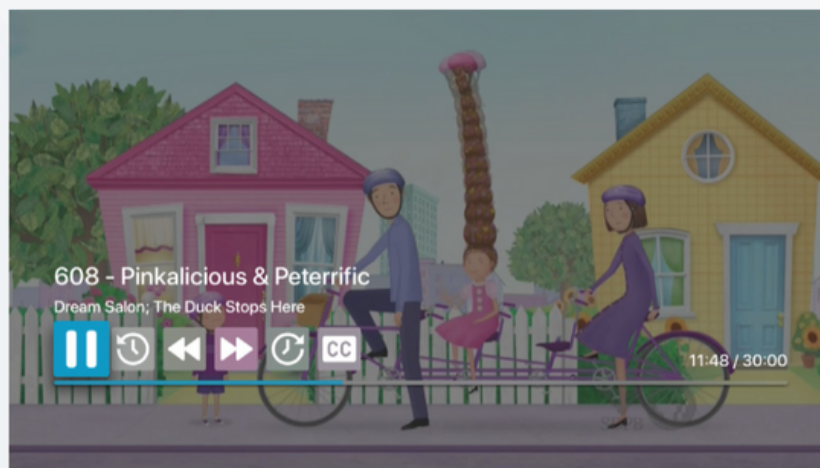 608 - Pinkalicious & Peterrific
Dream Salon; The Duck Stops Here
CC
11:48 / 30:00